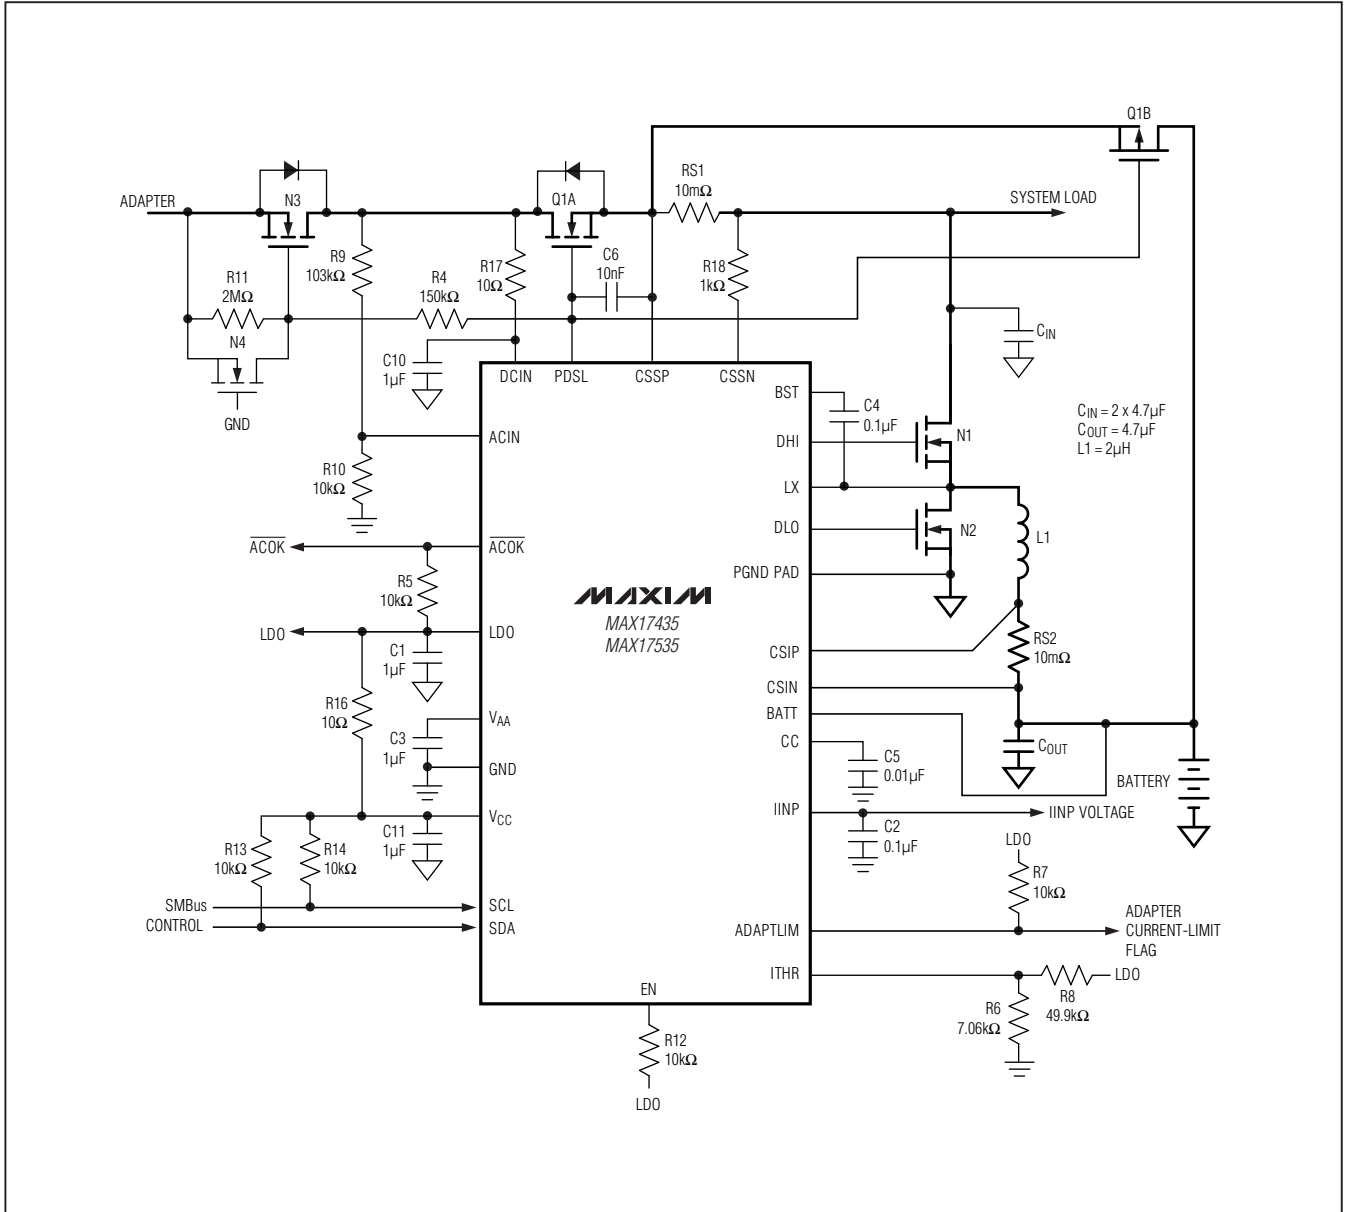 Q1B
RS1
10mΩ
SYSTEM LOAD
ADAPTER
N3
Q1A
R9
103kΩ
R17
10Ω
C6
10nF
R18
1kΩ
R11
2MΩ
R4
150kΩ
N4
GND
CIN
C10
1µF
DCIN
PDSL
CSSP
CSSN
BST
C4
0.1µF
CIN = 2 x 4.7µF
COUT = 4.7µF
L1 = 2µH
ACIN
DHI
N1
R10
10kΩ
LX
DLO
N2
L1
ACOK
ACOK
PGND PAD
R5
10kΩ
MAXIM
MAX17435
MAX17535
LDO
LDO
CSIP
RS2
10mΩ
C1
1µF
CSIN
R16
10Ω
VAA
BATT
C3
1µF
CC
COUT
C5
0.01µF
GND
BATTERY
IINP
IINP VOLTAGE
VCC
C11
1µF
C2
0.1µF
R13
10kΩ
R14
10kΩ
LDO
R7
10kΩ
SMBus
CONTROL
SCL
SDA
ADAPTLIM
ADAPTER
CURRENT-LIMIT
FLAG
ITHR
LDO
R8
49.9kΩ
R6
7.06kΩ
EN
R12
10kΩ
LDO